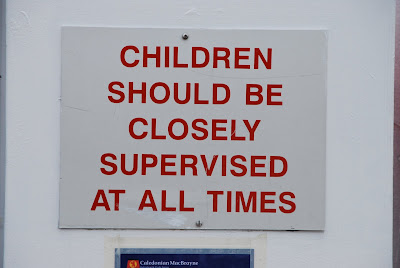 CHILDREN
SHOULD BE
CLOSELY
SUPERVISED
AT ALL TIMES
Caledonian MacBrayne